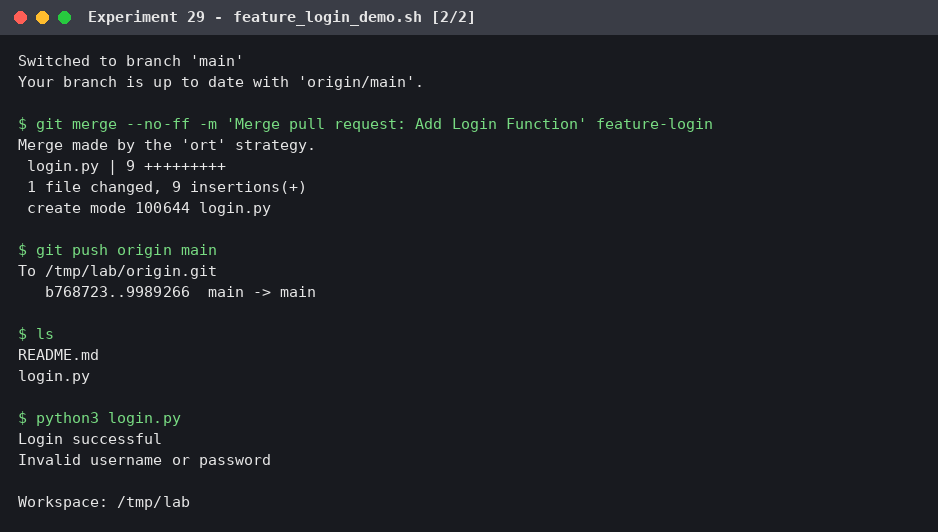 Experiment 29 - feature_login_demo.sh [2/2]
Switched to branch 'main'
Your branch is up to date with 'origin/main'.
$ git merge --no-ff -m 'Merge pull request: Add Login Function' feature-login
Merge made by the 'ort' strategy.
 login.py | 9 +++++++++
 1 file changed, 9 insertions(+)
 create mode 100644 login.py
$ git push origin main
To /tmp/lab/origin.git
   b768723..9989266  main -> main
$ ls
README.md
login.py
$ python3 login.py
Login successful
Invalid username or password
Workspace: /tmp/lab